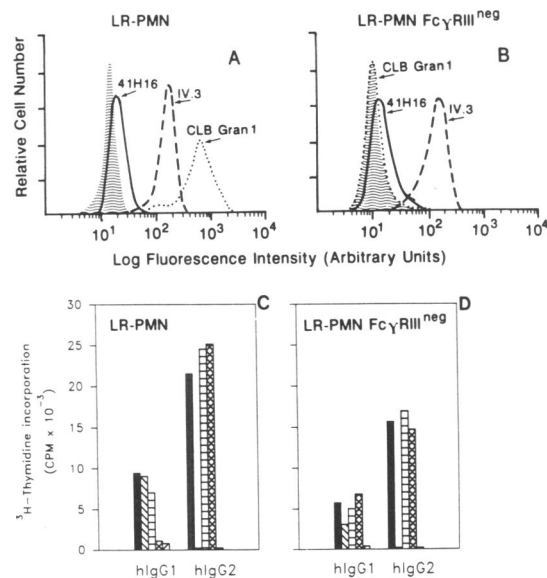 LR-PMN
LR-PMN FcγRIII^neg
Relative Cell Number
A
41H16
IV.3
CLB Gran 1
10^1
10^2
10^3
10^4
B
CLB Gran1
41H16
IV.3
10^1
10^2
10^3
10^4
Log Fluorescence Intensity (Arbitrary Units)
³H-Thymidine incorporation
(CPM x 10^-3)
30
25
20
15
10
5
0
C
LR-PMN
hIgG1 hIgG2
D
LR-PMN FcγRIII^neg
hIgG1 hIgG2